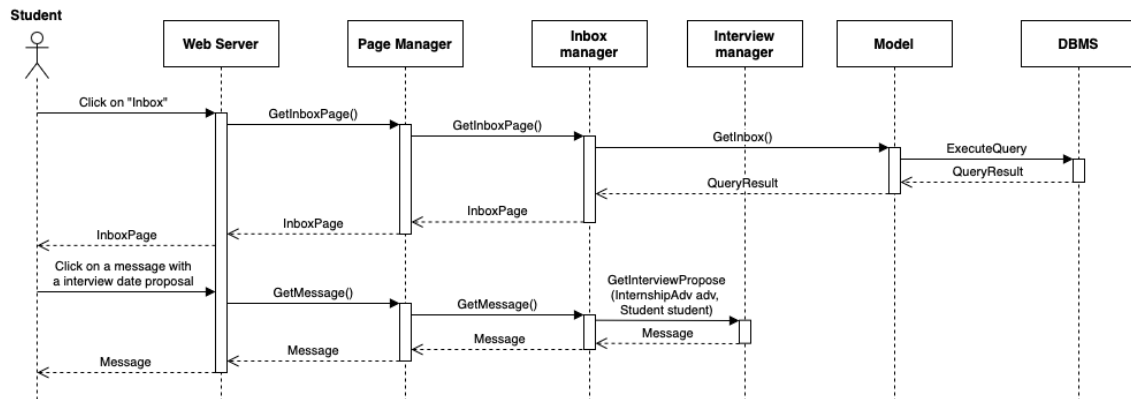 Student
Web Server
Page Manager
Inbox
manager
Interview
manager
Model
DBMS
Click on "Inbox"
GetInboxPage()
GetInboxPage()
GetInbox()
ExecuteQuery
QueryResult
QueryResult
InboxPage
InboxPage
InboxPage
Click on a message with
a interview date proposal
GetMessage()
GetMessage()
GetInterviewPropose
(InternshipAdv adv,
Student student)
Message
Message
Message
Message